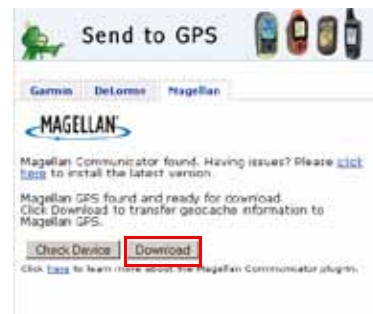 Send to GPS
Garmin DeLorme Magellan
MAGELLAN
Magellan Communicator found. Having issues? Please click
here to install the latest version.
Magellan GPS found and ready for download.
Click Download to transfer geocache information to
Magellan GPS.
Check Device Download
Click here to learn more about the Magellan Communicator plug-in.